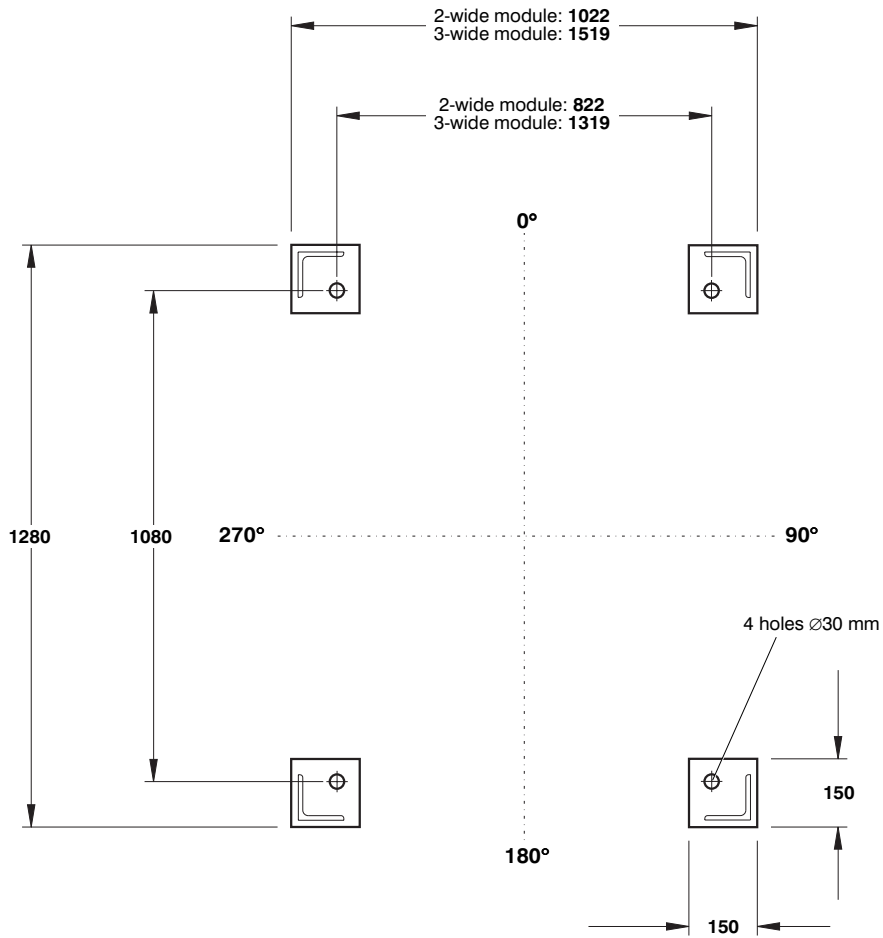 2-wide module: 1022
3-wide module: 1519
2-wide module: 822
3-wide module: 1319
0°
1280
1080
270°
90°
4 holes ∅30 mm
150
180°
150